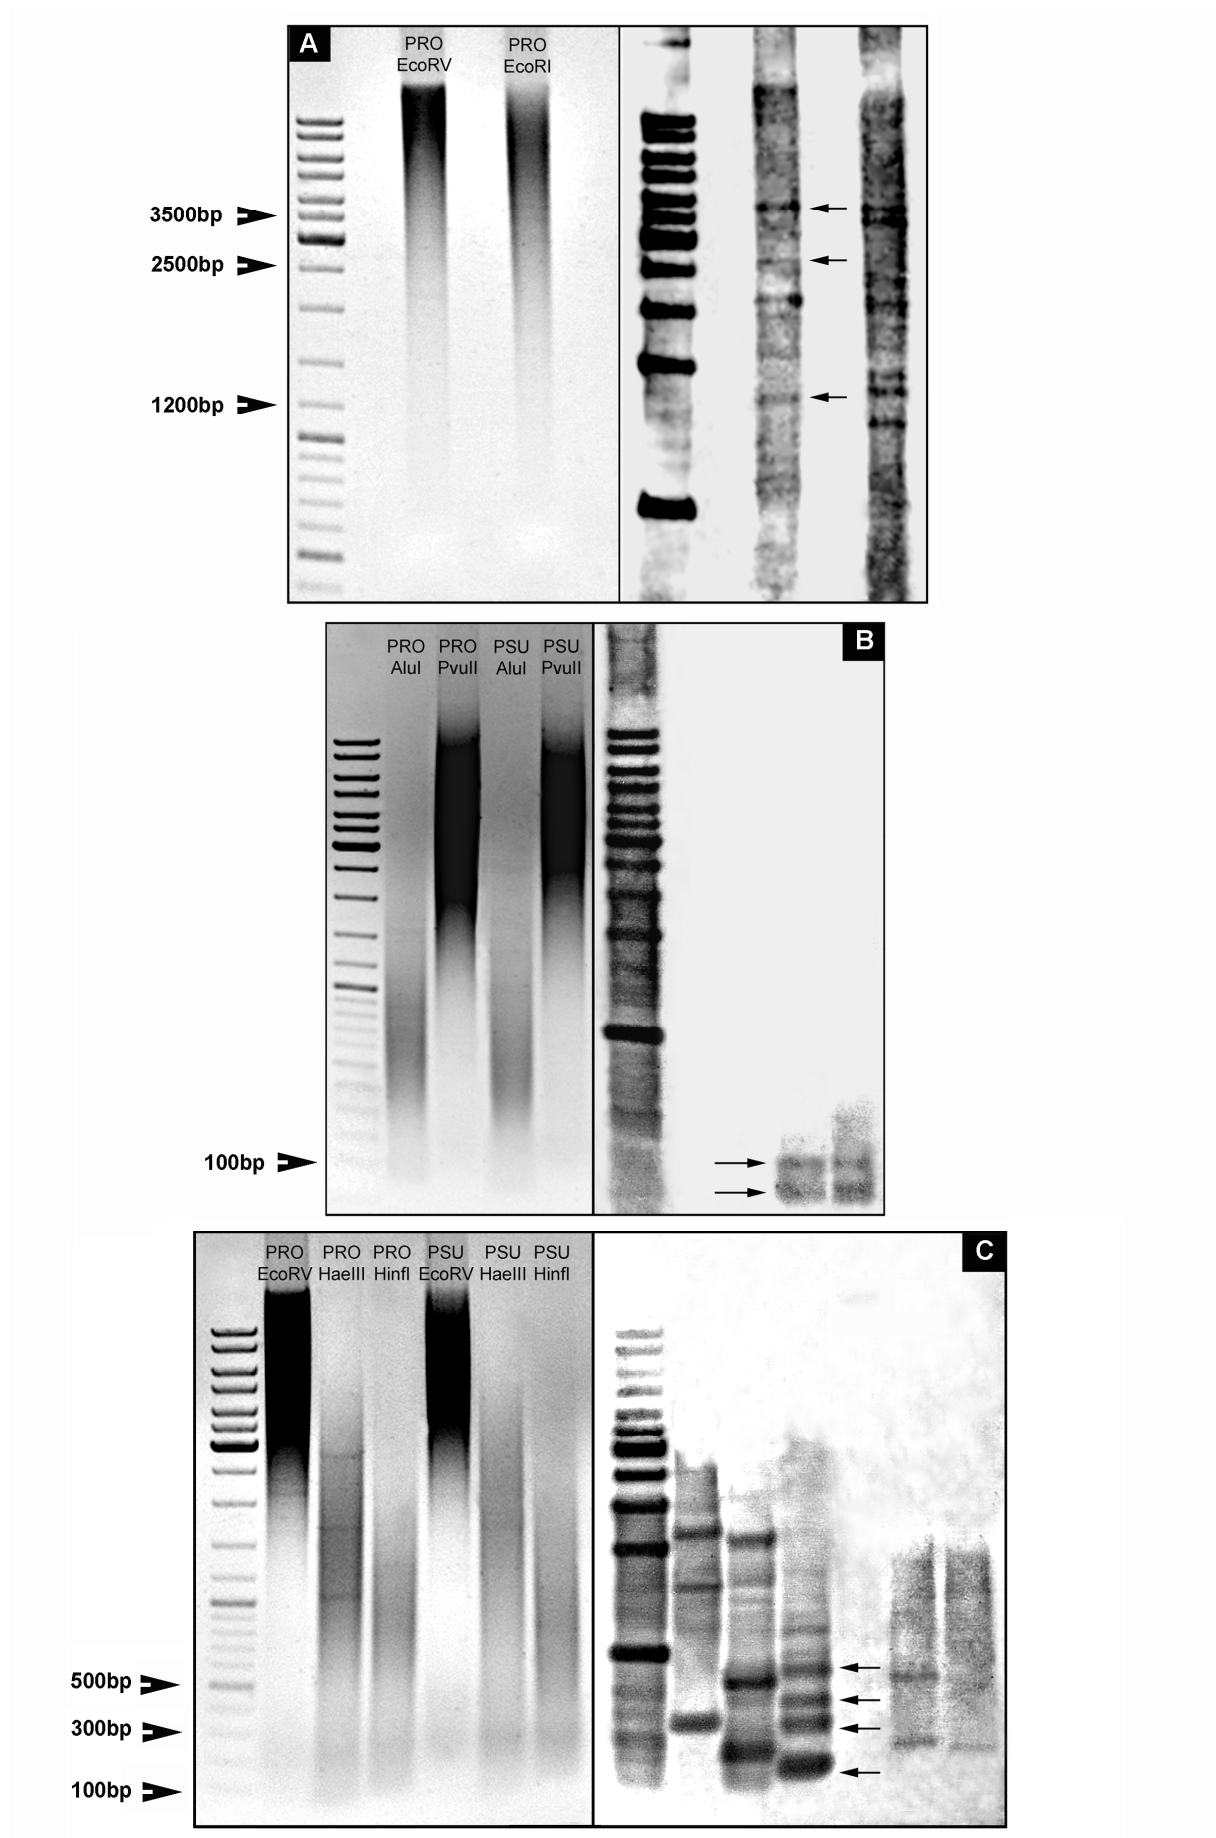 A
PRO PRO
EcoRV EcoRI
3500bp
2500bp
1200bp
B
PRO PRO PSU PSU
AluI PvuII AluI PvuII
100bp
C
PRO PRO PRO PSU PSU PSU
EcoRV HaeIII HinfI EcoRV HaeIII HinfI
500bp
300bp
100bp